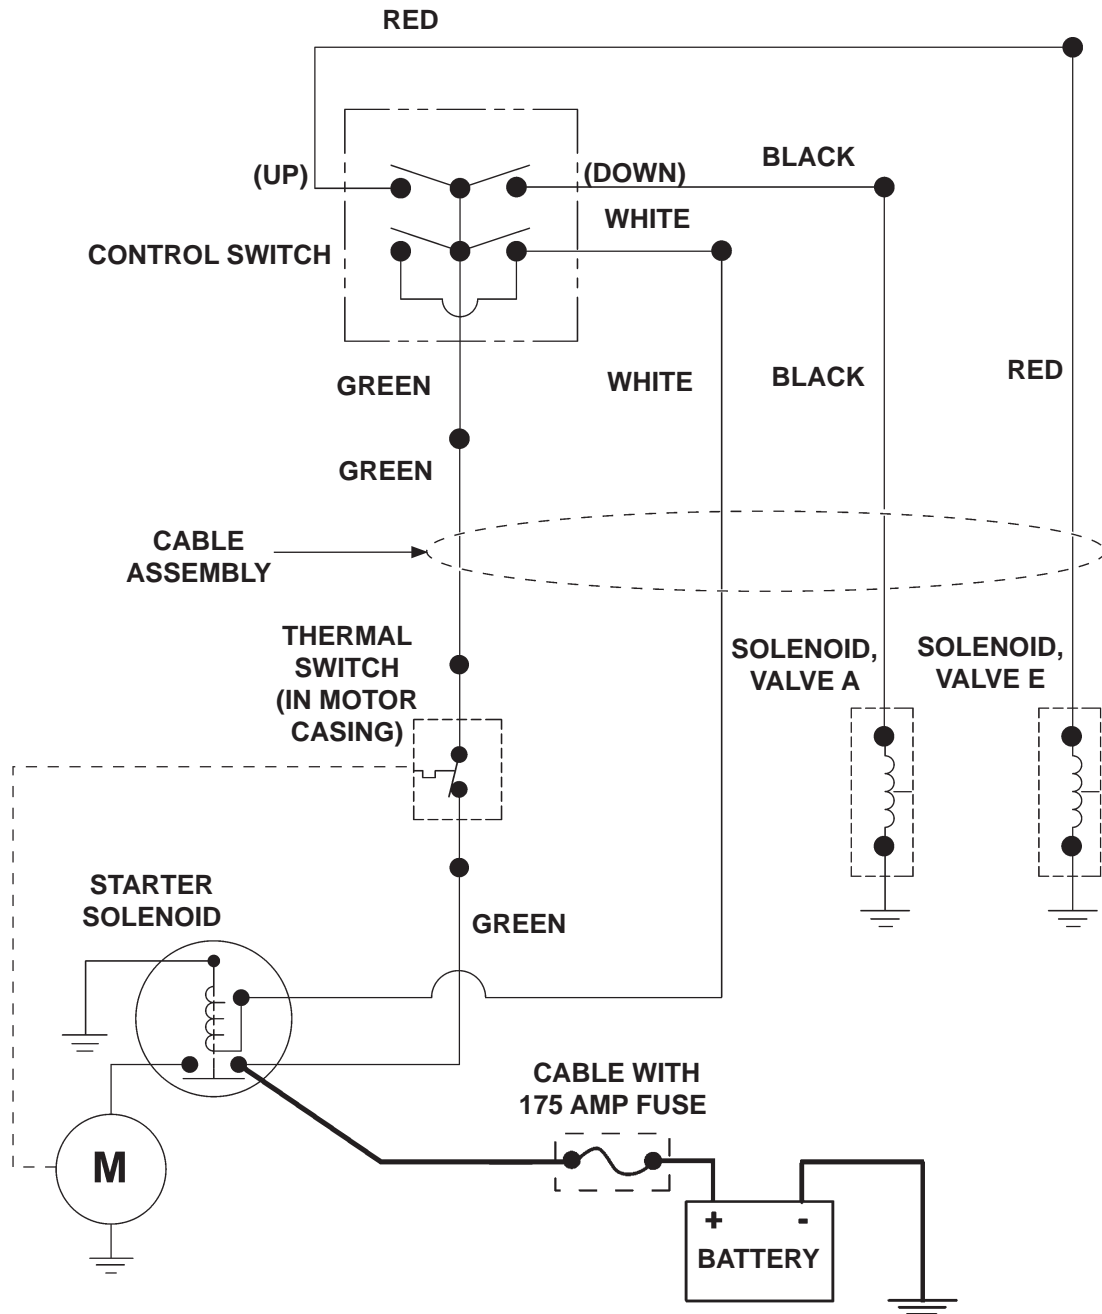 RED
(UP)
(DOWN)
BLACK
WHITE
CONTROL SWITCH
GREEN
WHITE
BLACK
RED
GREEN
CABLE
ASSEMBLY
THERMAL
SWITCH
(IN MOTOR
CASING)
SOLENOID,
VALVE A
SOLENOID,
VALVE E
STARTER
SOLENOID
GREEN
CABLE WITH
175 AMP FUSE
M
+ -
BATTERY